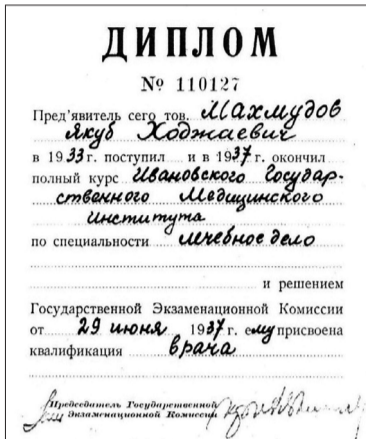 ДИПЛОМ
№ 110127
Пред'явитель сего тов. Махмудов
Якуб Ходжаевич
в 1933 г. поступил и в 1937 г. окончил
полный курс Ивановского Государ-
ственного Медицинского
Института
по специальности лечебное дело
и решением
Государственной Экзаменационной Комиссии
от 29 июня 1937 г. ему присвоена
квалификация врача
Председатель Государственной
Экзаменационной Комиссии